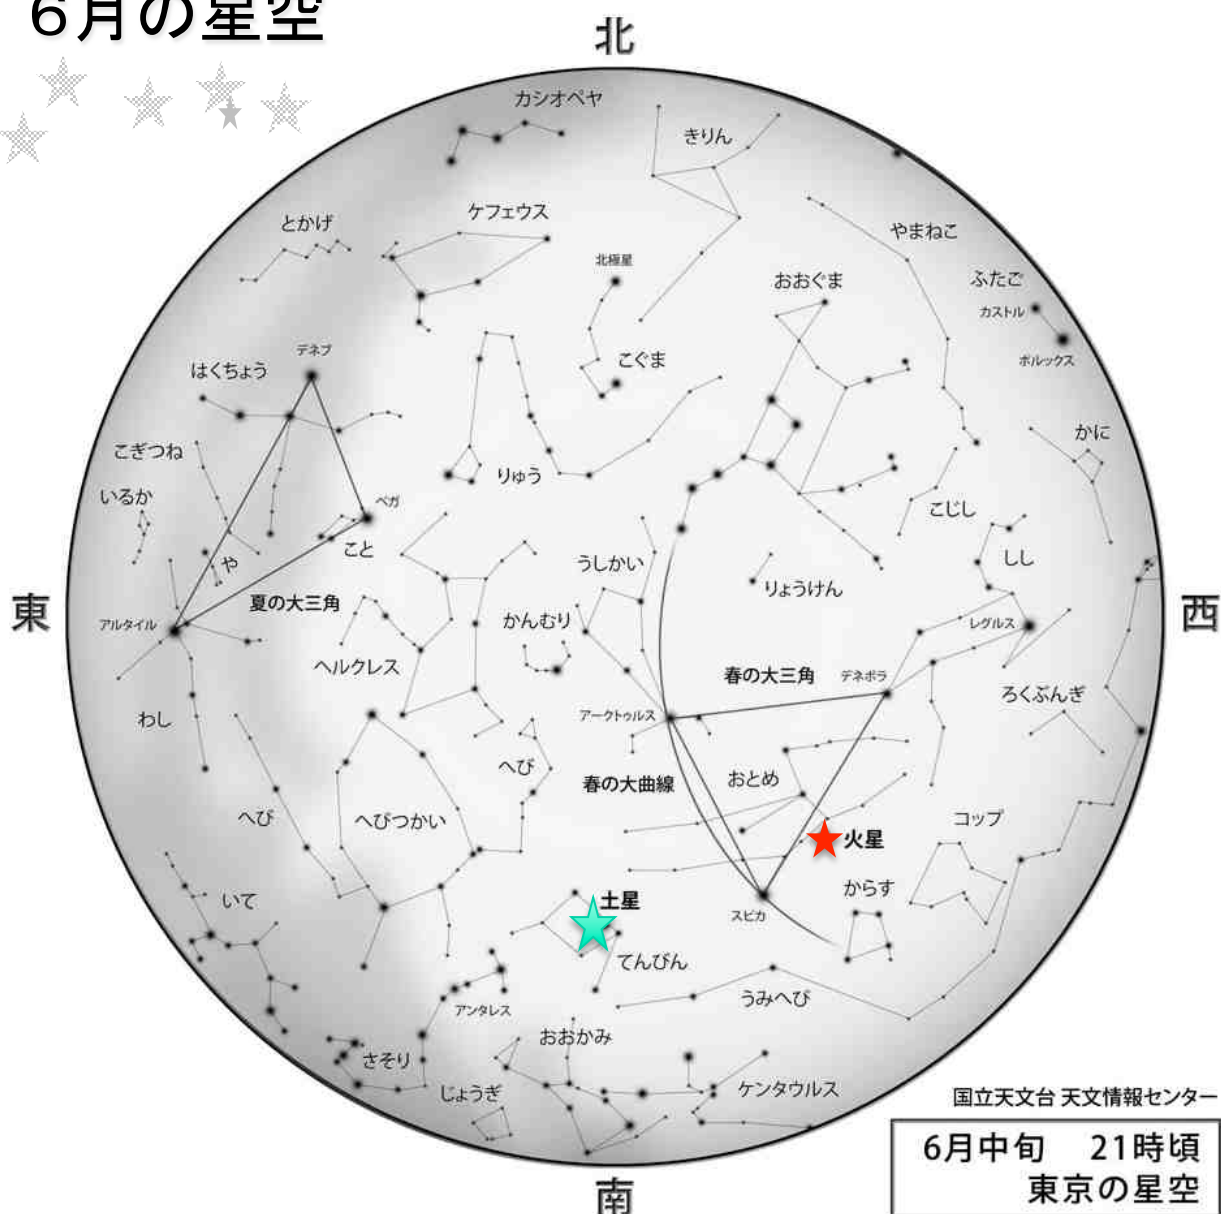 6月の星空
北
カシオペヤ
きりん
とかげ
ケフェウス
やまねこ
北極星
おおぐま
ふたご
カストル
ポルックス
デネブ
はくちょう
こぐま
かに
こぎつね
りゅう
いるか
ベガ
こじし
こと
や
うしかい
りょうけん
しし
東
夏の大三角
かんむり
西
アルタイル
レグルス
ヘルクレス
春の大三角
デネボラ
ろくぶんぎ
わし
アークトゥルス
へび
春の大曲線
おとめ
へび
へびつかい
コップ
火星
からす
いて
土星
スピカ
てんびん
うみへび
アンタレス
おおかみ
さそり
じょうぎ
ケンタウルス
国立天文台 天文情報センター
6月中旬 21時頃
東京の星空
南